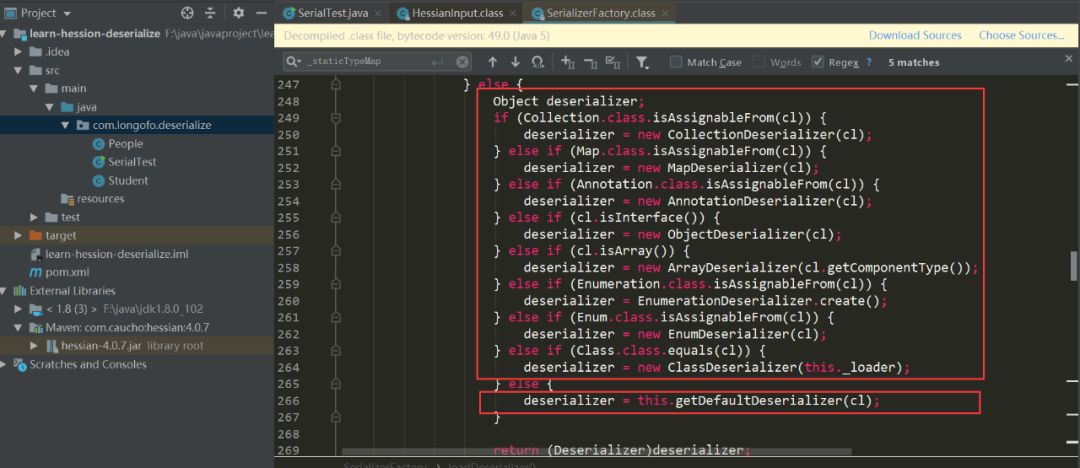 Project
SerialTest.java
HessianInput.class
SerializerFactory.class
learn-hession-deserialize F:\java\javaproject\lea
.idea
src
main
java
com.longofo.deserialize
People
SerialTest
Student
resources
test
target
learn-hession-deserialize.iml
pom.xml
External Libraries
< 1.8 (3) > F:\java\jdk1.8.0_102
Maven: com.caucho:hessian:4.0.7
hessian-4.0.7.jar library root
Scratches and Consoles
Decompiled .class file, bytecode version: 49.0 (Java 5) Download Sources Choose Sources...
_staticTypeMap Match Case Words Regex ? 5 matches
247 } else {
248 Object deserializer;
249 if (Collection.class.isAssignableFrom(cl)) {
250 deserializer = new CollectionDeserializer(cl);
251 } else if (Map.class.isAssignableFrom(cl)) {
252 deserializer = new MapDeserializer(cl);
253 } else if (Annotation.class.isAssignableFrom(cl)) {
254 deserializer = new AnnotationDeserializer(cl);
255 } else if (cl.isInterface()) {
256 deserializer = new ObjectDeserializer(cl);
257 } else if (cl.isArray()) {
258 deserializer = new ArrayDeserializer(cl.getComponentType());
259 } else if (Enumeration.class.isAssignableFrom(cl)) {
260 deserializer = EnumerationDeserializer.create();
261 } else if (Enum.class.isAssignableFrom(cl)) {
262 deserializer = new EnumDeserializer(cl);
263 } else if (Class.class.equals(cl)) {
264 deserializer = new ClassDeserializer(this._loader);
265 } else {
266 deserializer = this.getDefaultDeserializer(cl);
267 }
268
269 return (Deserializer)deserializer;
SerializerFactory > loadDeserializer()